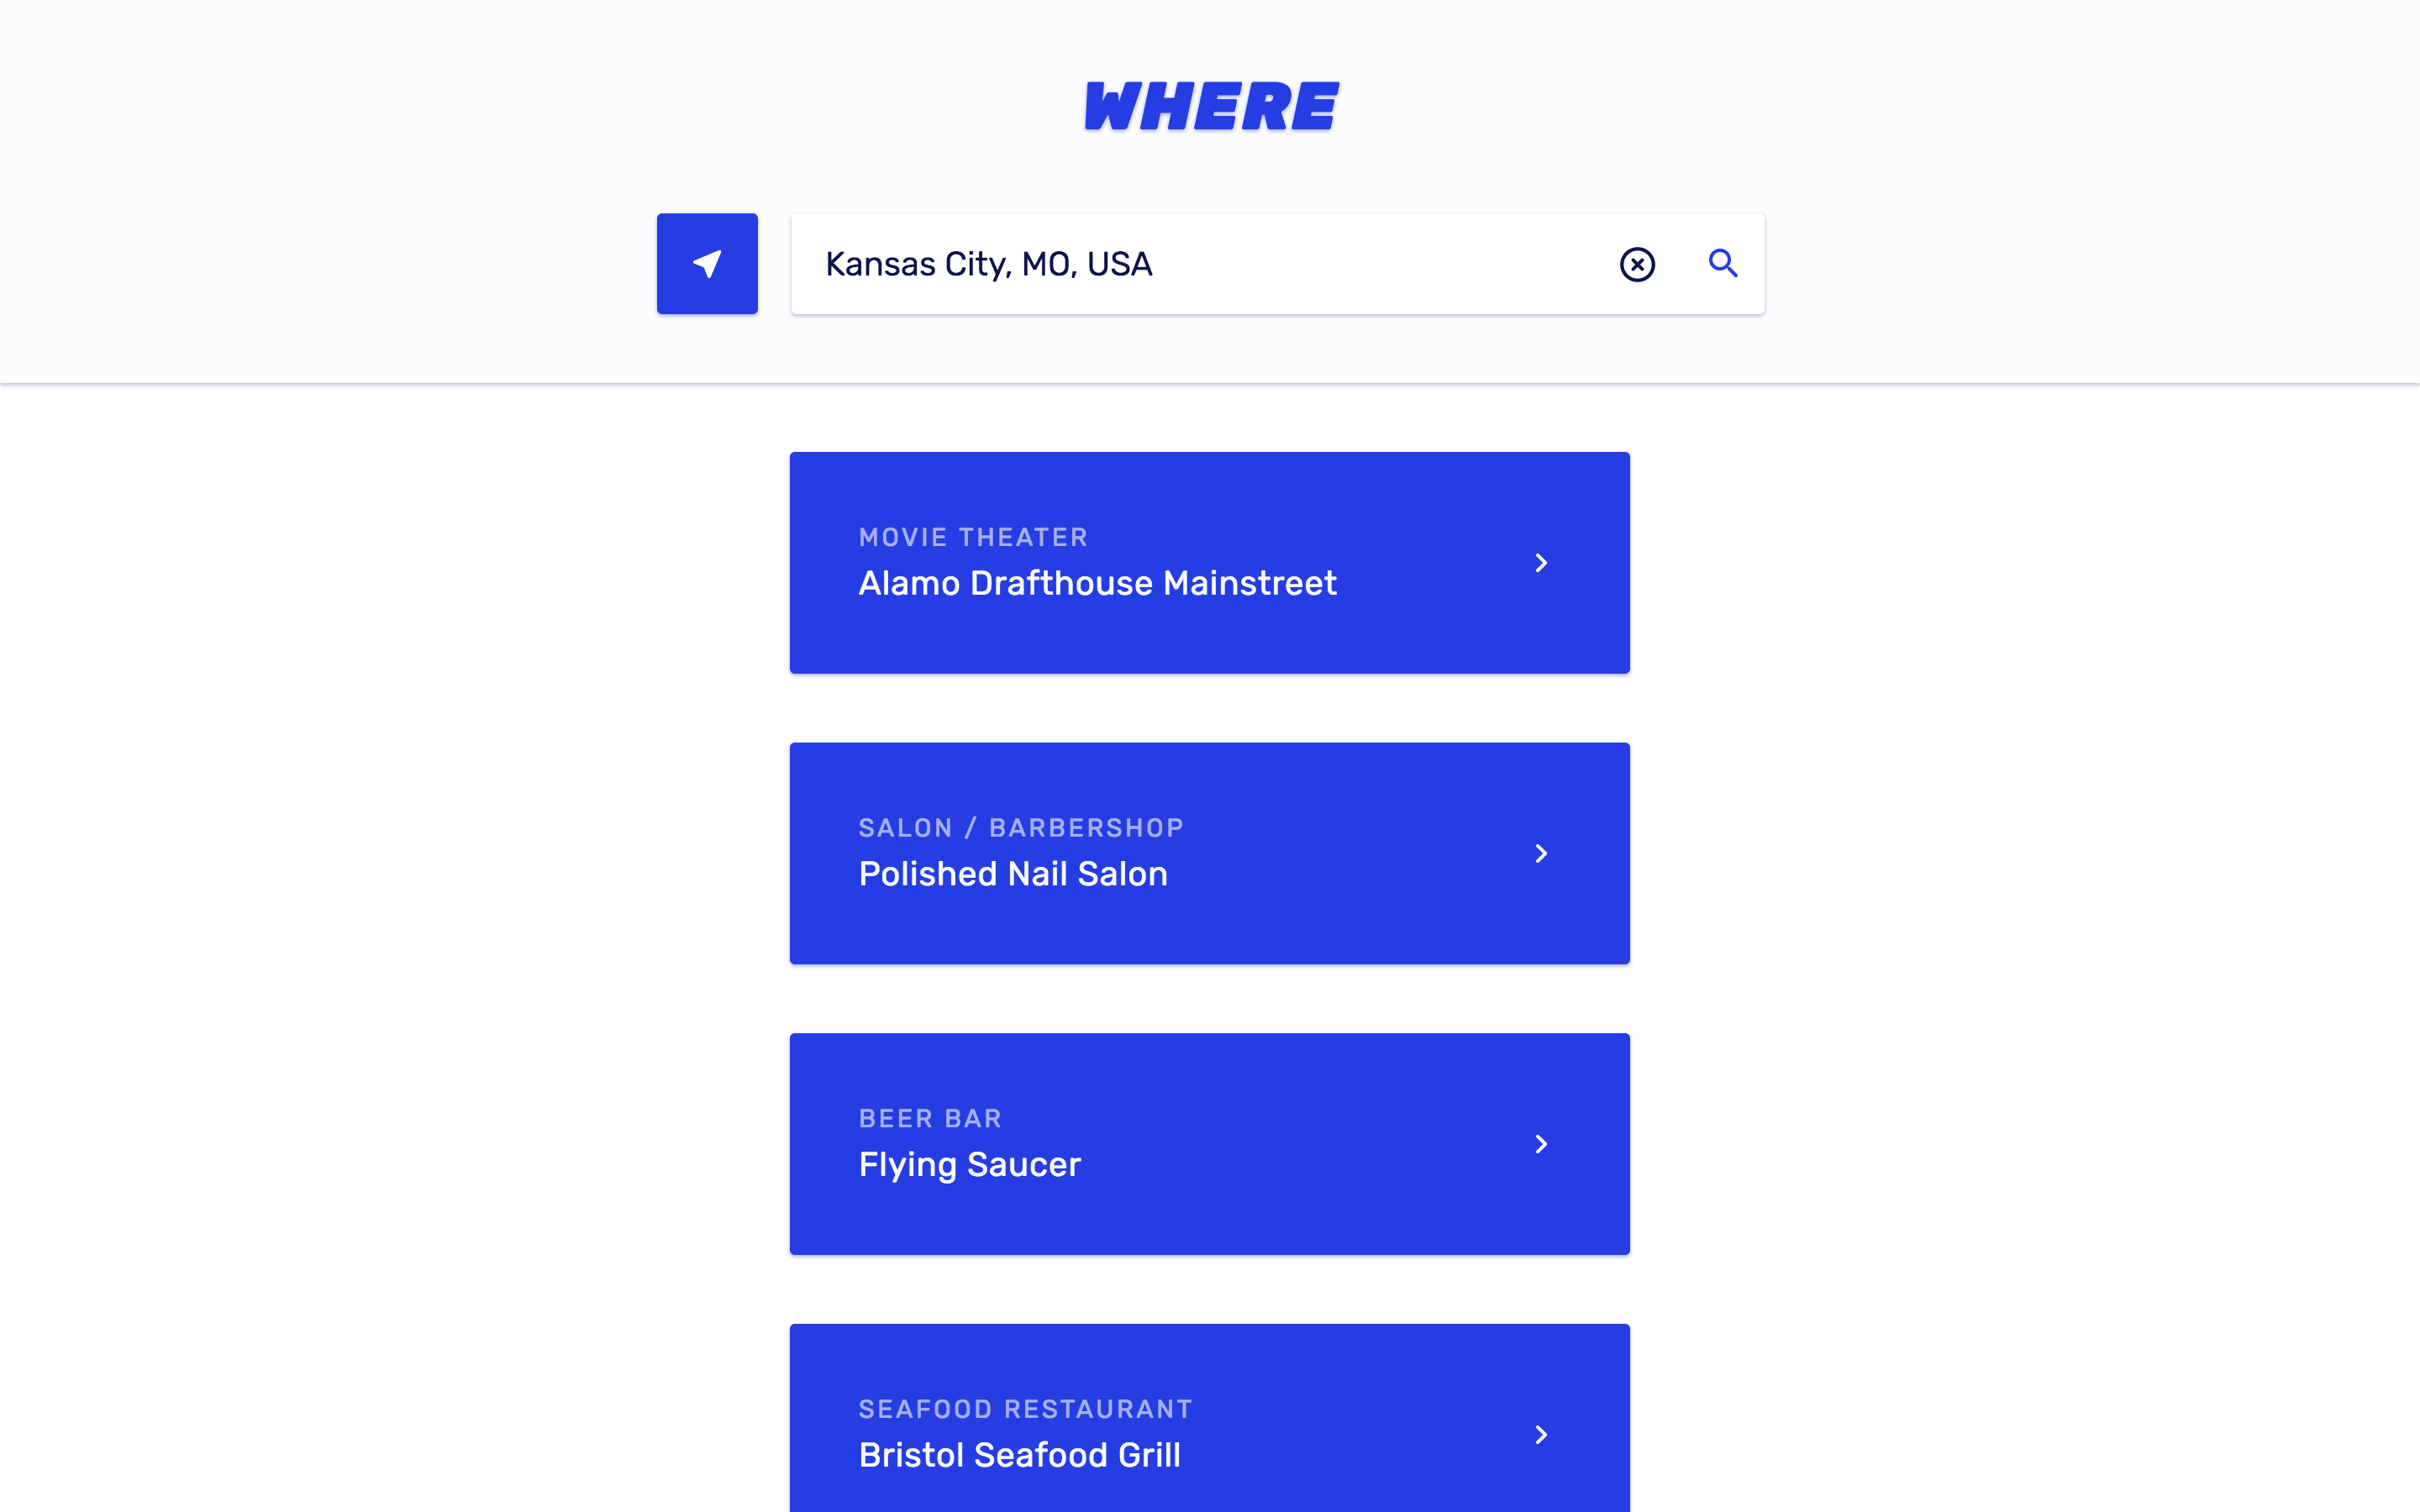 WHERE
Kansas City, MO, USA
MOVIE THEATER
Alamo Drafthouse Mainstreet
SALON / BARBERSHOP
Polished Nail Salon
BEER BAR
Flying Saucer
SEAFOOD RESTAURANT
Bristol Seafood Grill